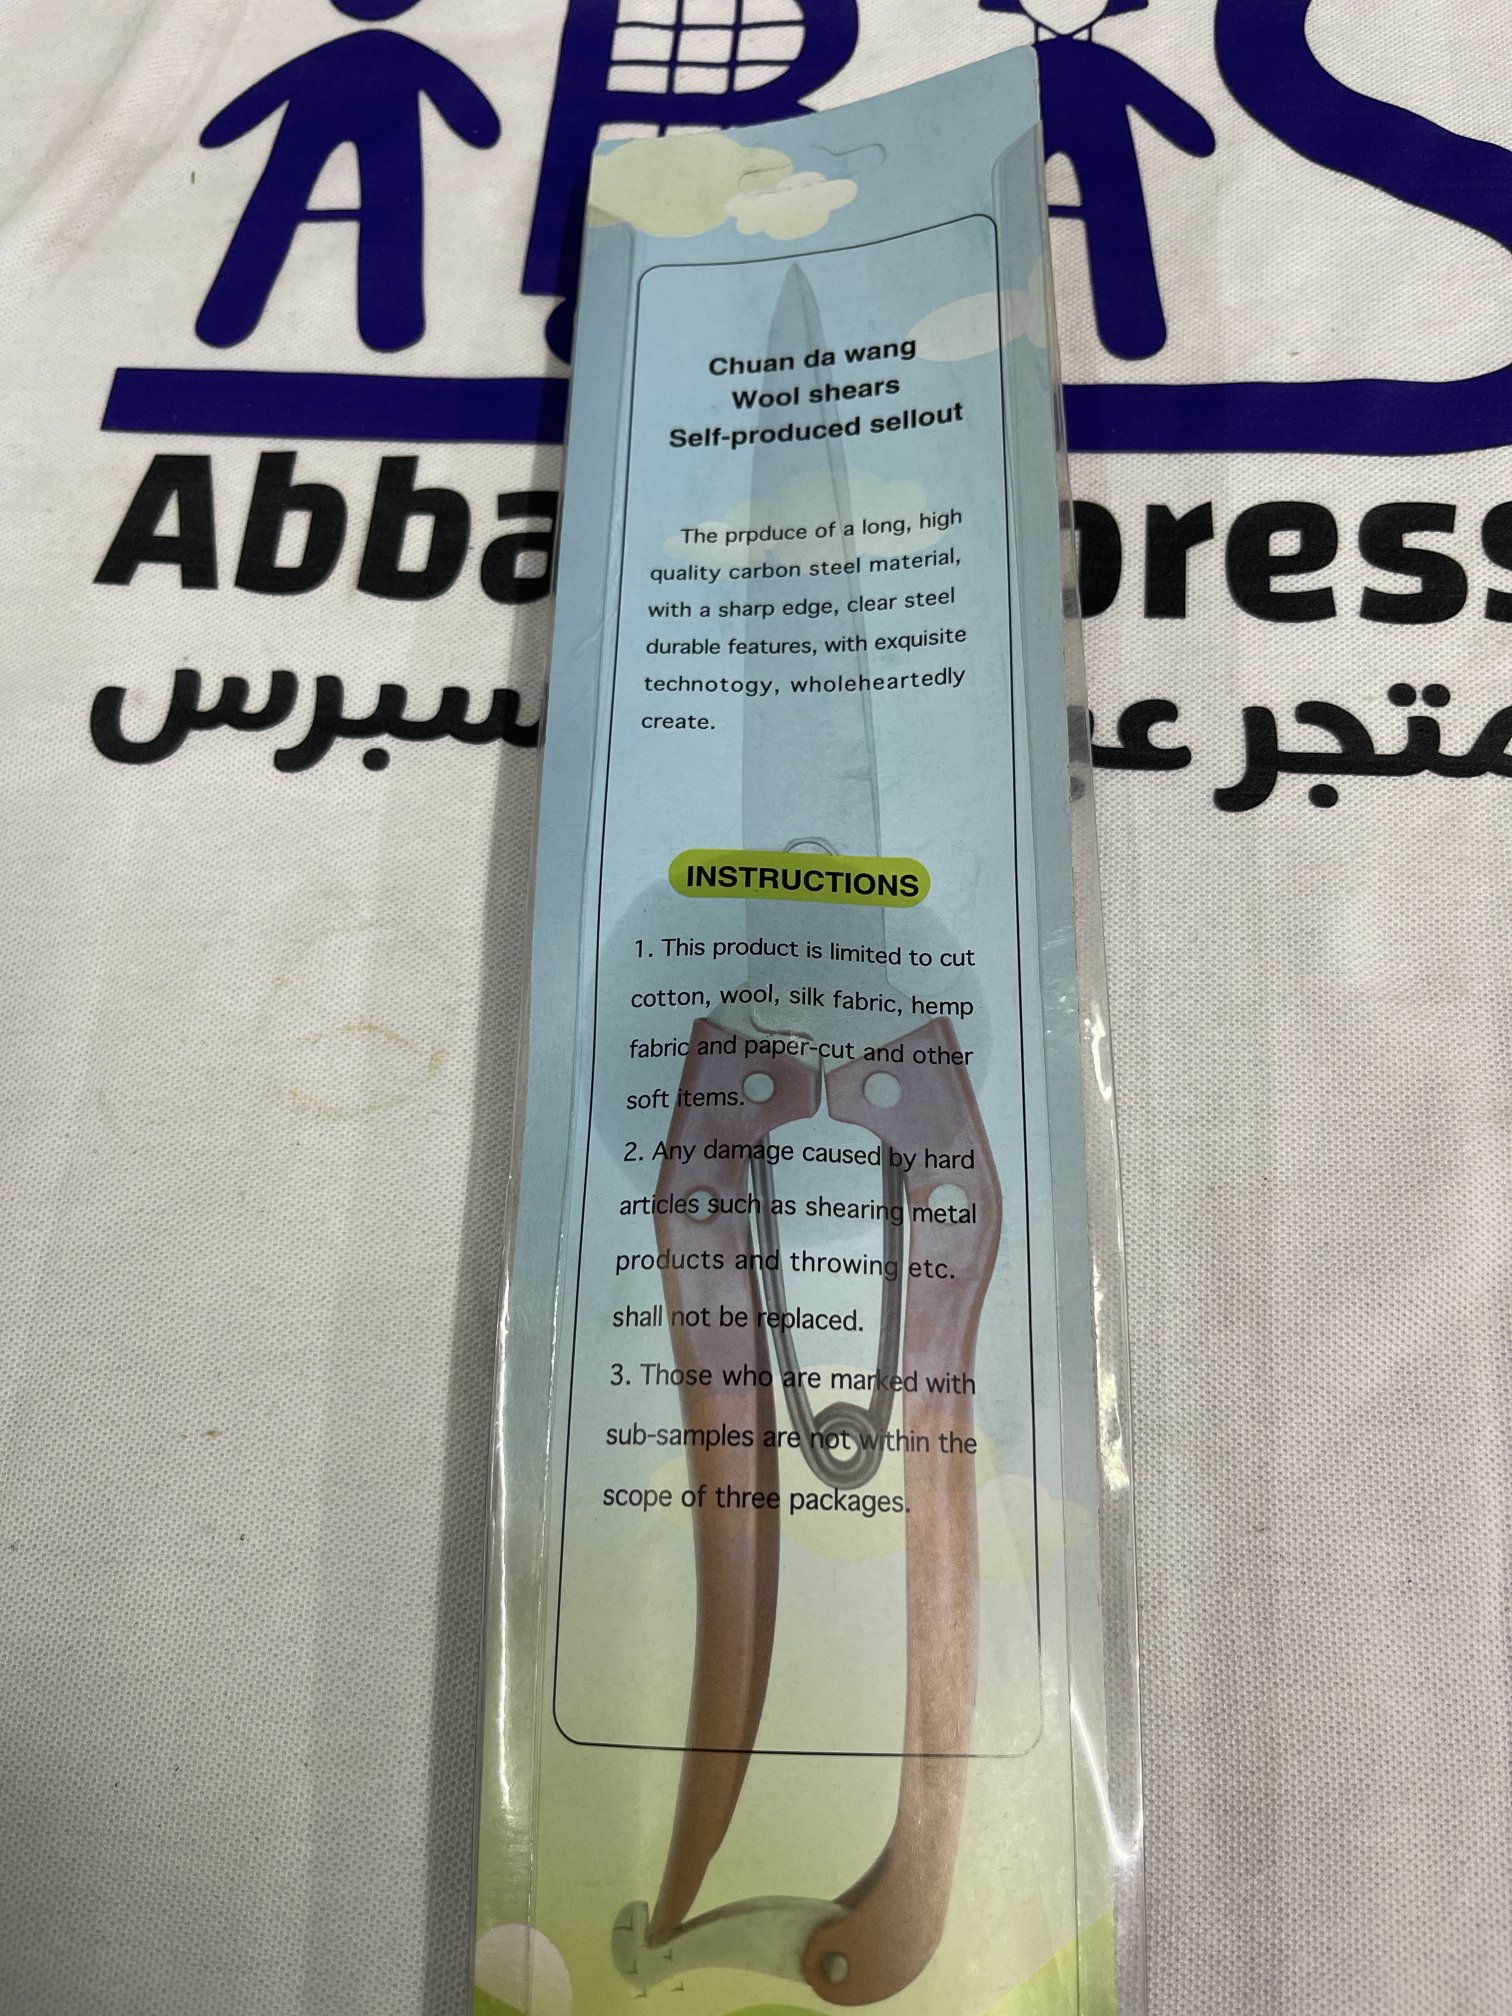 ABAS
Abba press
متجر عـ سبرس
Chuan da wang
Wool shears
Self-produced sellout
The prpduce of a long, high
quality carbon steel material,
with a sharp edge, clear steel
durable features, with exquisite
technotogy, wholeheartedly
create.
INSTRUCTIONS
1. This product is limited to cut
cotton, wool, silk fabric, hemp
fabric and paper-cut and other
soft items.
2. Any damage caused by hard
articles such as shearing metal
products and throwing etc.
shall not be replaced.
3. Those who are marked with
sub-samples are not within the
scope of three packages.